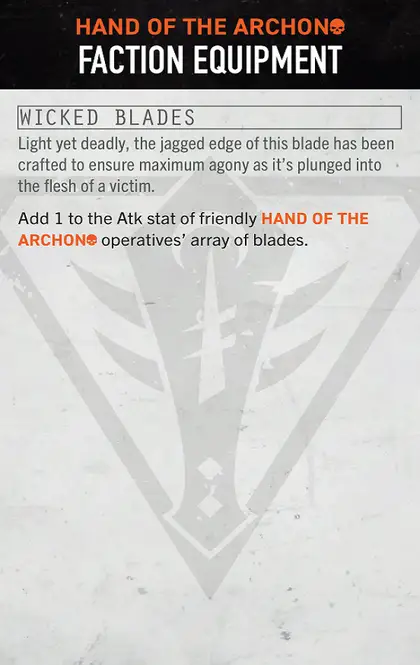 HAND OF THE ARCHON
FACTION EQUIPMENT
WICKED BLADES
Light yet deadly, the jagged edge of this blade has been
crafted to ensure maximum agony as it's plunged into
the flesh of a victim.
Add 1 to the Atk stat of friendly HAND OF THE
ARCHON operatives' array of blades.